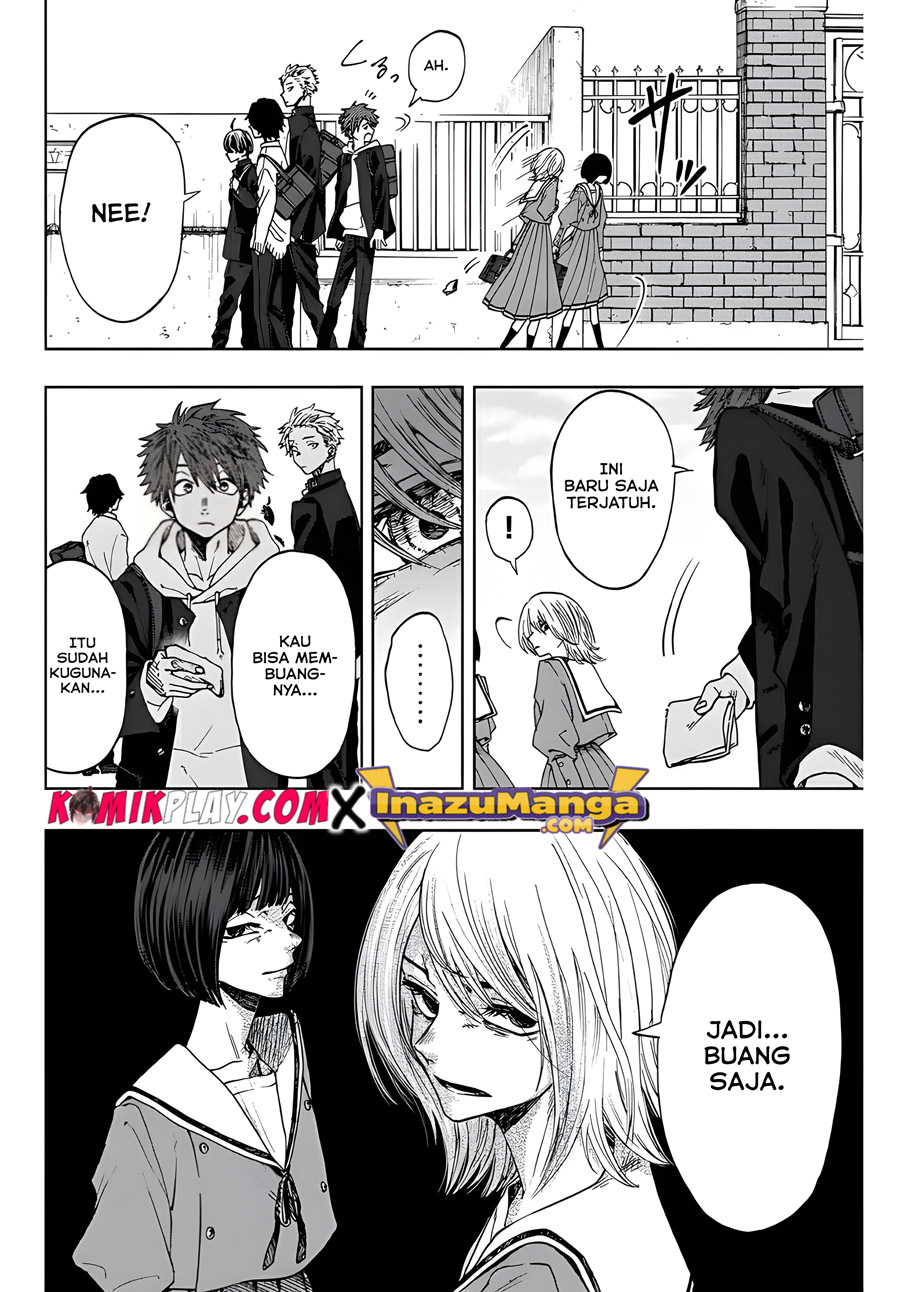 AH.
NEE!
INI
BARU SAJA
TERJATUH.
!
KAU
BISA MEM-
BUANG-
NYA...
ITU
SUDAH
KUGUNA-
KAN...
KOMIKPLAY.COM X INAZUMANGA
.COM
JADI...
BUANG
SAJA.